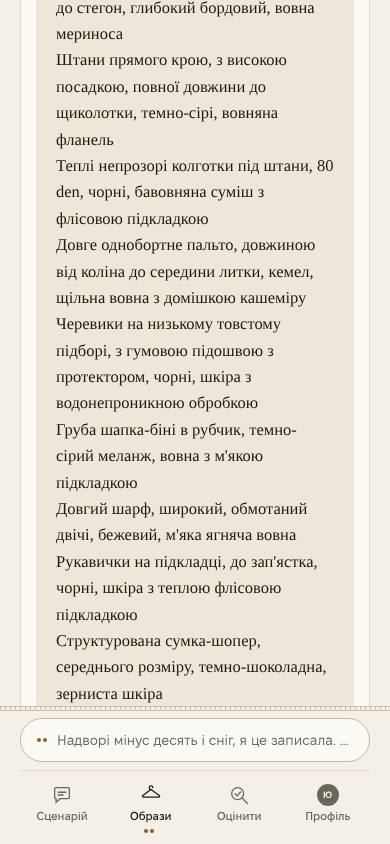 до стегон, глибокий бордовий, вовна
мериноса
Штани прямого крою, з високою
посадкою, повної довжини до
щиколотки, темно-сірі, вовняна
фланель
Теплі непрозорі колготки під штани, 80
den, чорні, бавовняна суміш з
флісовою підкладкою
Довге однобортне пальто, довжиною
від коліна до середини литки, кемел,
щільна вовна з домішкою кашеміру
Черевики на низькому товстому
підборі, з гумовою підошвою з
протектором, чорні, шкіра з
водонепроникною обробкою
Груба шапка-біні в рубчик, темно-
сірий меланж, вовна з м'якою
підкладкою
Довгий шарф, широкий, обмотаний
двічі, бежевий, м'яка ягняча вовна
Рукавички на підкладці, до зап'ястка,
чорні, шкіра з теплою флісовою
підкладкою
Структурована сумка-шопер,
середнього розміру, темно-шоколадна,
зерниста шкіра
Надворі мінус десять і сніг, я це записала. ...
Сценарій
Образи
Оцінити
Ю
Профіль